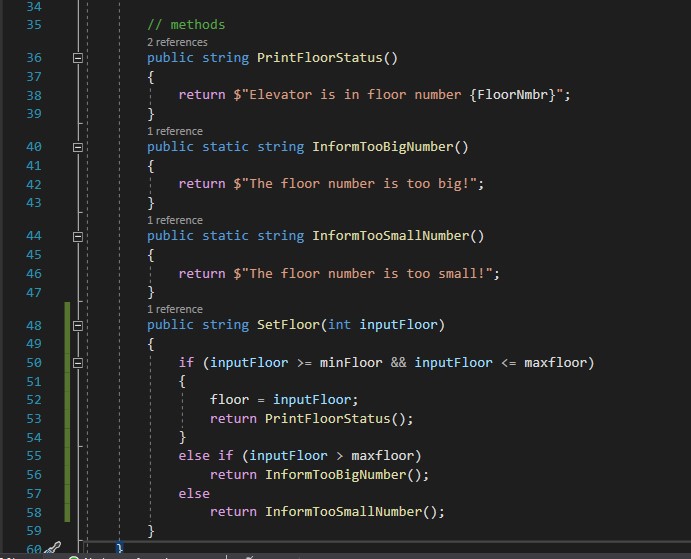 34
35 // methods
2 references
36 public string PrintFloorStatus()
37 {
38 return $"Elevator is in floor number {FloorNmbr}";
39 }
1 reference
40 public static string InformTooBigNumber()
41 {
42 return $"The floor number is too big!";
43 }
1 reference
44 public static string InformTooSmallNumber()
45 {
46 return $"The floor number is too small!";
47 }
1 reference
48 public string SetFloor(int inputFloor)
49 {
50 if (inputFloor >= minFloor && inputFloor <= maxfloor)
51 {
52 floor = inputFloor;
53 return PrintFloorStatus();
54 }
55 else if (inputFloor > maxfloor)
56 return InformTooBigNumber();
57 else
58 return InformTooSmallNumber();
59 }
60 }